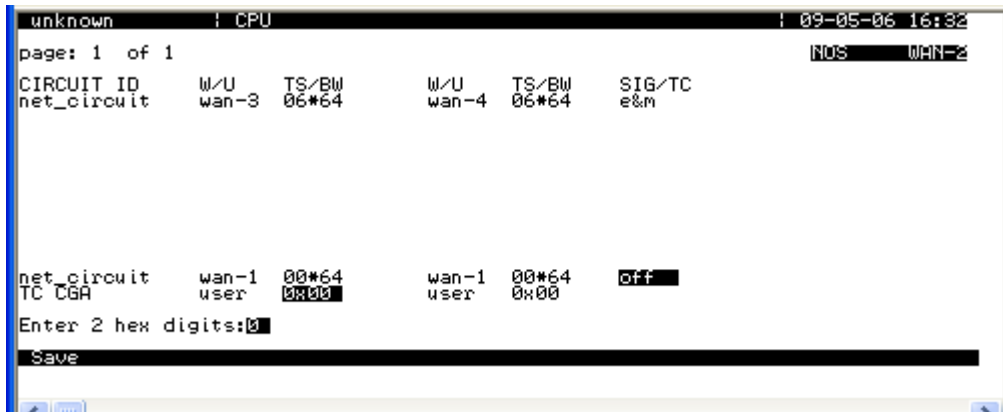 unknown ¦ CPU ¦ 09-05-06 16:32
page: 1 of 1 NOS WAN-2
CIRCUIT ID W/U TS/BW W/U TS/BW SIG/TC
net_circuit wan-3 06*64 wan-4 06*64 e&m
net_circuit wan-1 00*64 wan-1 00*64 off
TC CGA user 0x00 user 0x00
Enter 2 hex digits:0
Save